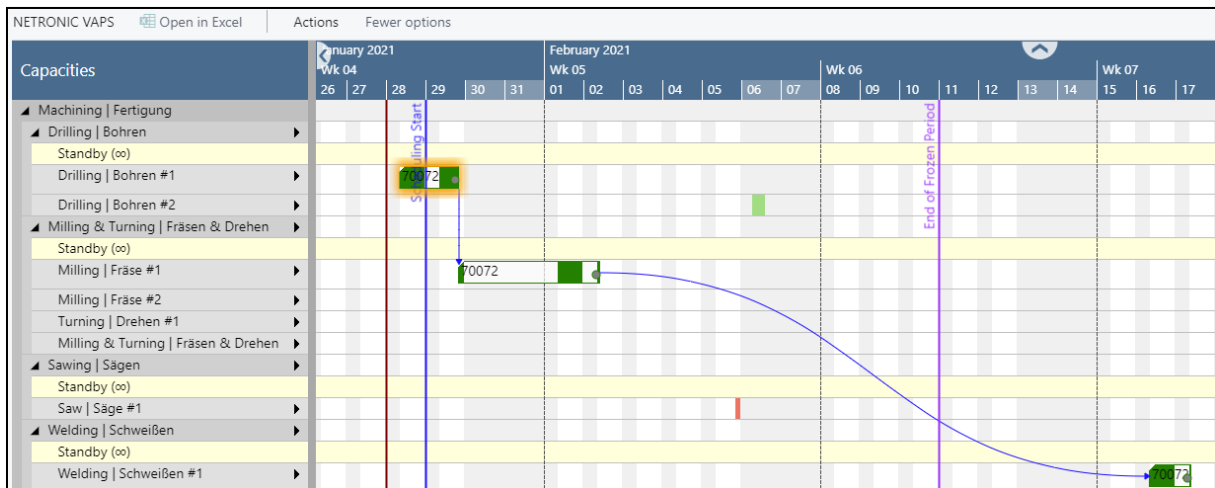 NETRONIC VAPS Open in Excel Actions Fewer options
Capacities
nuary 2021 February 2021
Wk 04 Wk 05 Wk 06 Wk 07
26 27 28 29 30 31 01 02 03 04 05 06 07 08 09 10 11 12 13 14 15 16 17
Machining | Fertigung
Drilling | Bohren
Standby (∞)
Drilling | Bohren #1 70072
Drilling | Bohren #2
Milling & Turning | Fräsen & Drehen
Standby (∞)
Milling | Fräse #1 70072
Milling | Fräse #2
Turning | Drehen #1
Milling & Turning | Fräsen & Drehen
Sawing | Sägen
Standby (∞)
Saw | Säge #1
Welding | Schweißen
Standby (∞)
Welding | Schweißen #1 70072
Scheduling Start
End of Frozen Period